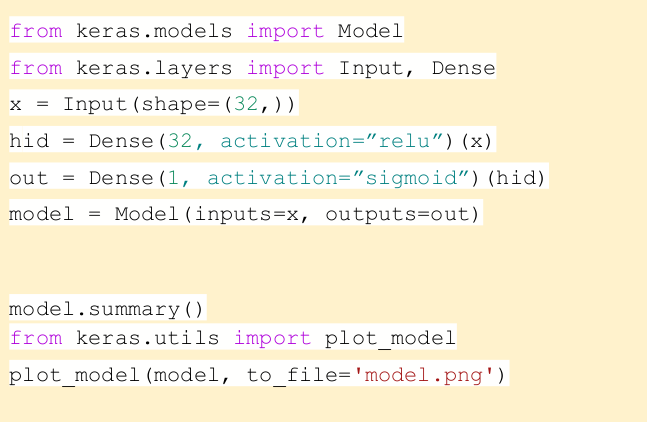 from keras.models import Model
from keras.layers import Input, Dense
x = Input(shape=(32,))
hid = Dense(32, activation=”relu”)(x)
out = Dense(1, activation=”sigmoid”)(hid)
model = Model(inputs=x, outputs=out)
model.summary()
from keras.utils import plot_model
plot_model(model, to_file='model.png')